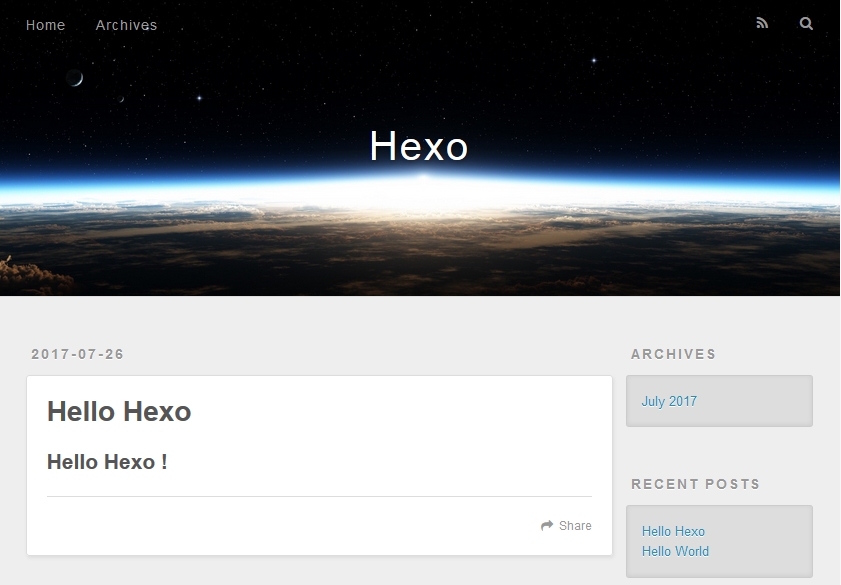 Home Archives
Hexo
2017-07-26
Hello Hexo
Hello Hexo !
Share
ARCHIVES
July 2017
RECENT POSTS
Hello Hexo
Hello World